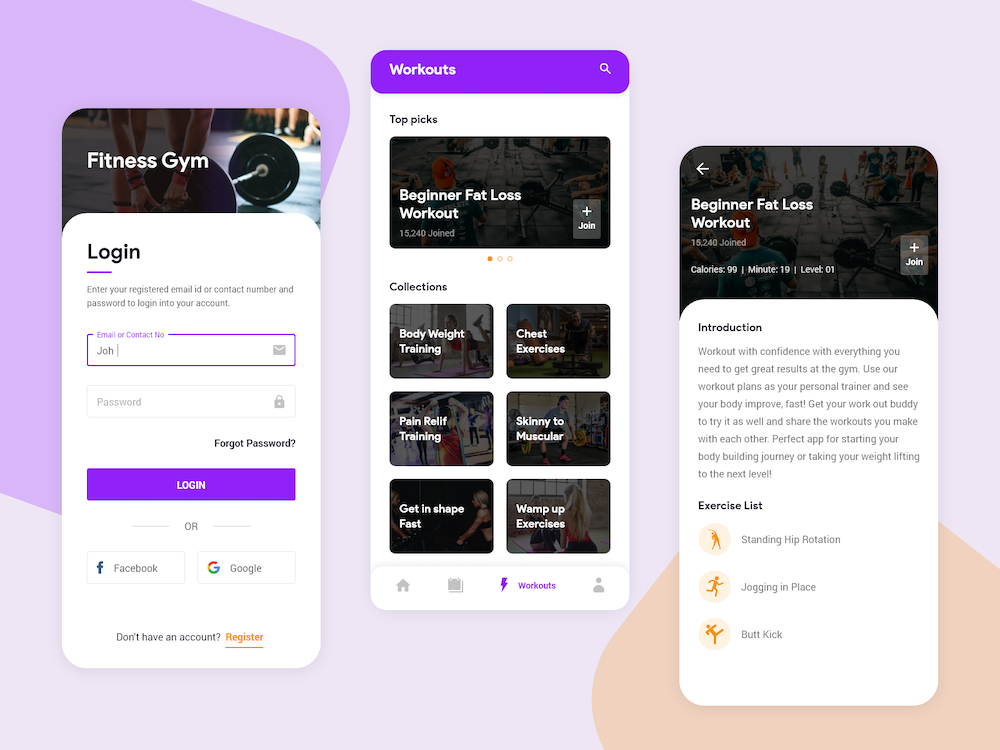 Fitness Gym
Login
Enter your registered email id or contact number and
password to login into your account.
Email or Contact No
Joh
Password
Forgot Password?
LOGIN
OR
Facebook
Google
Don't have an account? Register
Workouts
Top picks
Beginner Fat Loss
Workout
15,240 Joined
+
Join
Collections
Body Weight
Training
Chest
Exercises
Pain Relif
Training
Skinny to
Muscular
Get in shape
Fast
Wamp up
Exercises
Workouts
Beginner Fat Loss
Workout
15,240 Joined
Calories: 99 | Minute: 19 | Level: 01
+
Join
Introduction
Workout with confidence with everything you
need to get great results at the gym. Use our
workout plans as your personal trainer and see
your body improve, fast! Get your work out buddy
to try it as well and share the workouts you make
with each other. Perfect app for starting your
body building journey or taking your weight lifting
to the next level!
Exercise List
Standing Hip Rotation
Jogging in Place
Butt Kick